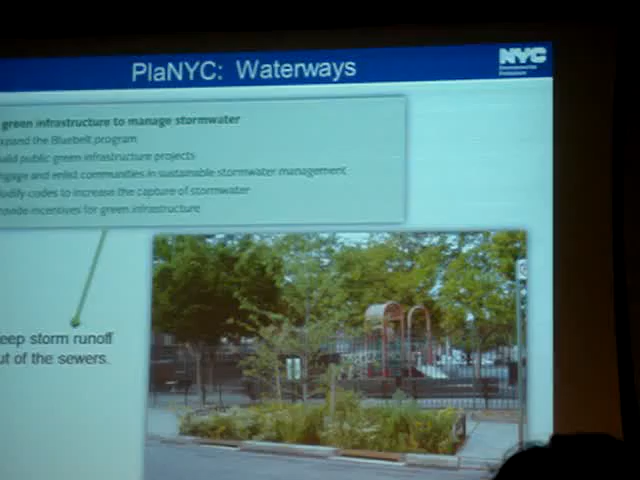 PlaNYC: Waterways
NYC
green infrastructure to manage stormwater
xpand the Bluebelt program
uild public green infrastructure projects
ngage and enlist communities in sustainable stormwater management
odify codes to increase the capture of stormwater
rovide incentives for green infrastructure
eep storm runoff
ut of the sewers.